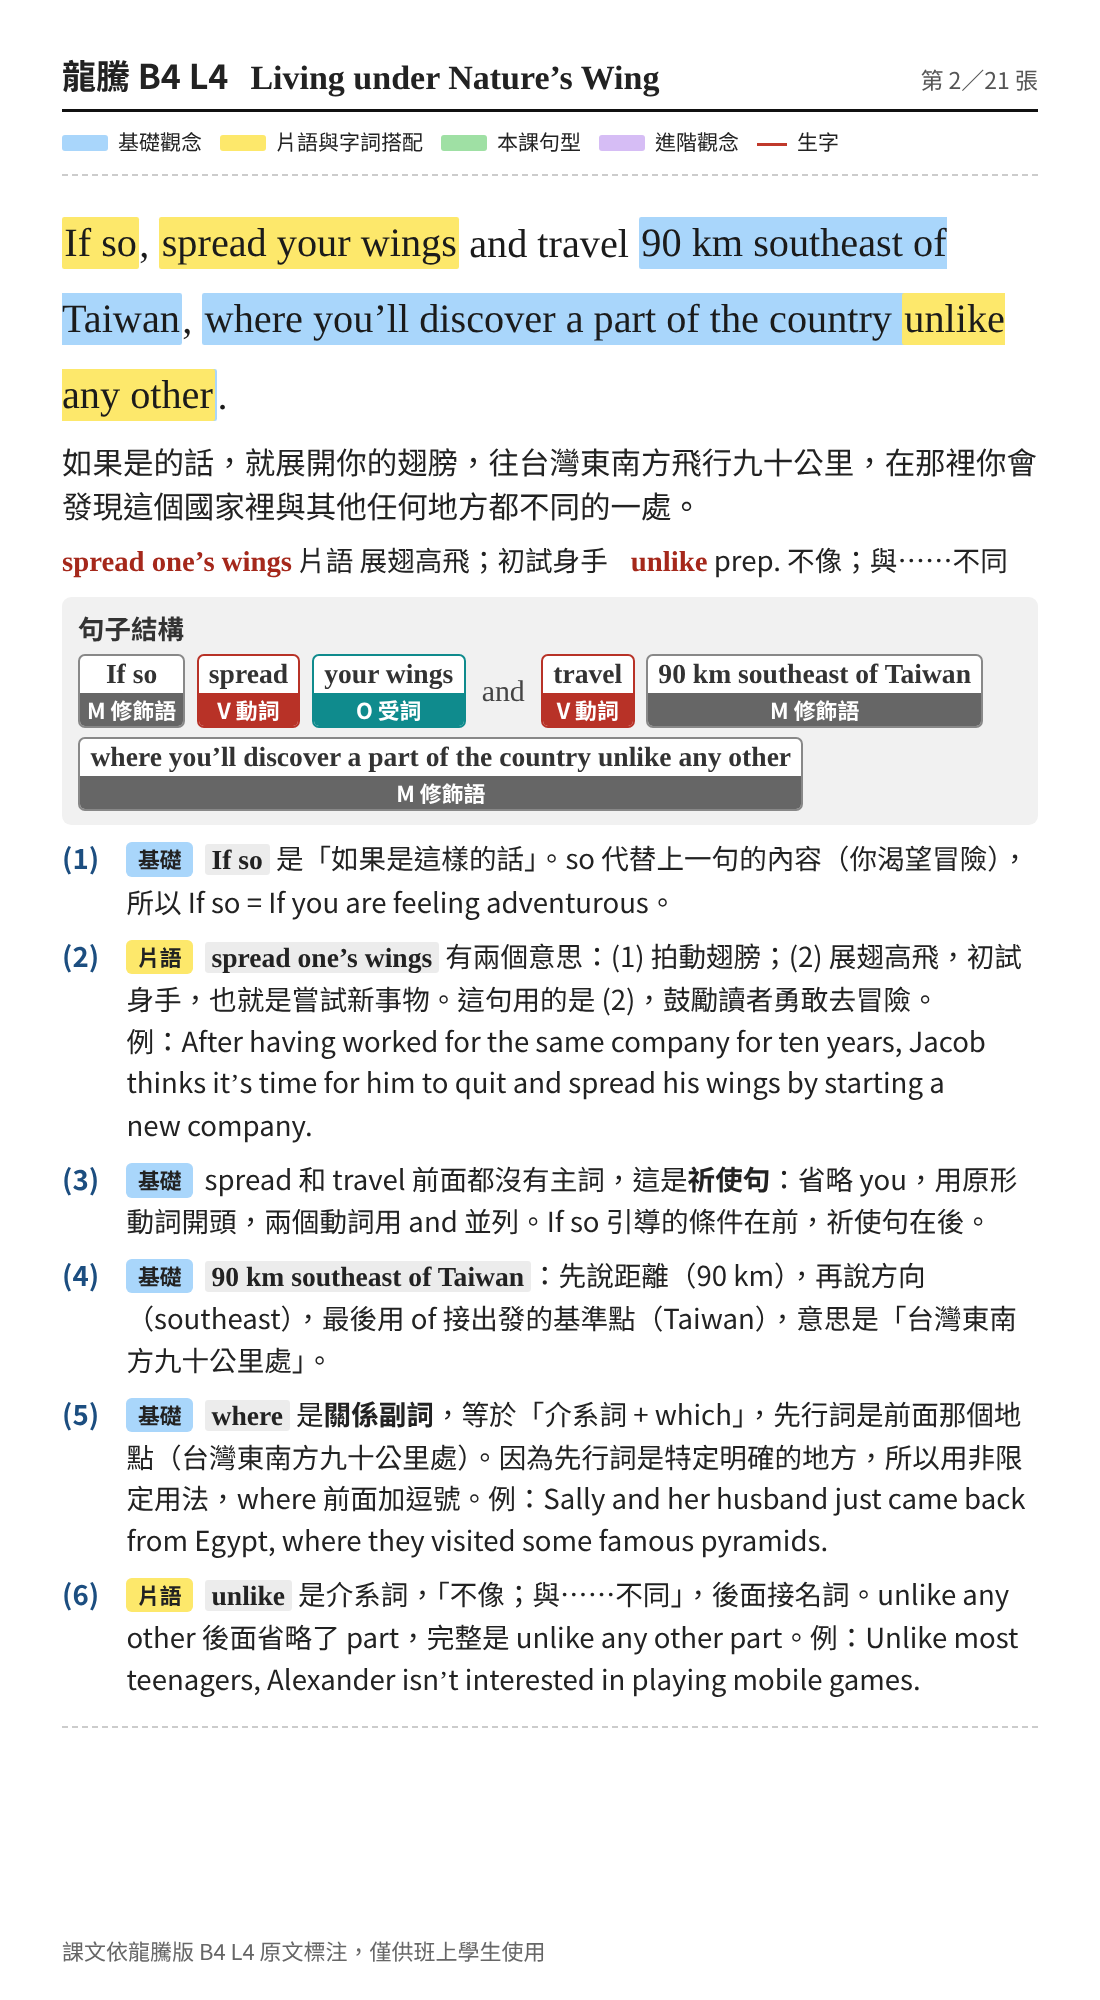 龍騰 B4 L4 Living under Nature’s Wing 第 2／21 張
基礎觀念 片語與字詞搭配 本課句型 進階觀念 生字
If so, spread your wings and travel 90 km southeast of
Taiwan, where you’ll discover a part of the country unlike
any other.
如果是的話，就展開你的翅膀，往台灣東南方飛行九十公里，在那裡你會
發現這個國家裡與其他任何地方都不同的一處。
spread one’s wings 片語 展翅高飛；初試身手 unlike prep. 不像；與……不同
句子結構
If so spread your wings and travel 90 km southeast of Taiwan
M 修飾語 V 動詞 O 受詞 V 動詞 M 修飾語
where you’ll discover a part of the country unlike any other
M 修飾語
(1) 基礎 If so 是「如果是這樣的話」。so 代替上一句的內容（你渴望冒險），
所以 If so = If you are feeling adventurous。
(2) 片語 spread one’s wings 有兩個意思：(1) 拍動翅膀；(2) 展翅高飛，初試
身手，也就是嘗試新事物。這句用的是 (2)，鼓勵讀者勇敢去冒險。
例：After having worked for the same company for ten years, Jacob
thinks it’s time for him to quit and spread his wings by starting a
new company.
(3) 基礎 spread 和 travel 前面都沒有主詞，這是祈使句：省略 you，用原形
動詞開頭，兩個動詞用 and 並列。If so 引導的條件在前，祈使句在後。
(4) 基礎 90 km southeast of Taiwan：先說距離（90 km），再說方向
（southeast），最後用 of 接出發的基準點（Taiwan），意思是「台灣東南
方九十公里處」。
(5) 基礎 where 是關係副詞，等於「介系詞 + which」，先行詞是前面那個地
點（台灣東南方九十公里處）。因為先行詞是特定明確的地方，所以用非限
定用法，where 前面加逗號。例：Sally and her husband just came back
from Egypt, where they visited some famous pyramids.
(6) 片語 unlike 是介系詞，「不像；與……不同」，後面接名詞。unlike any
other 後面省略了 part，完整是 unlike any other part。例：Unlike most
teenagers, Alexander isn’t interested in playing mobile games.
課文依龍騰版 B4 L4 原文標注，僅供班上學生使用